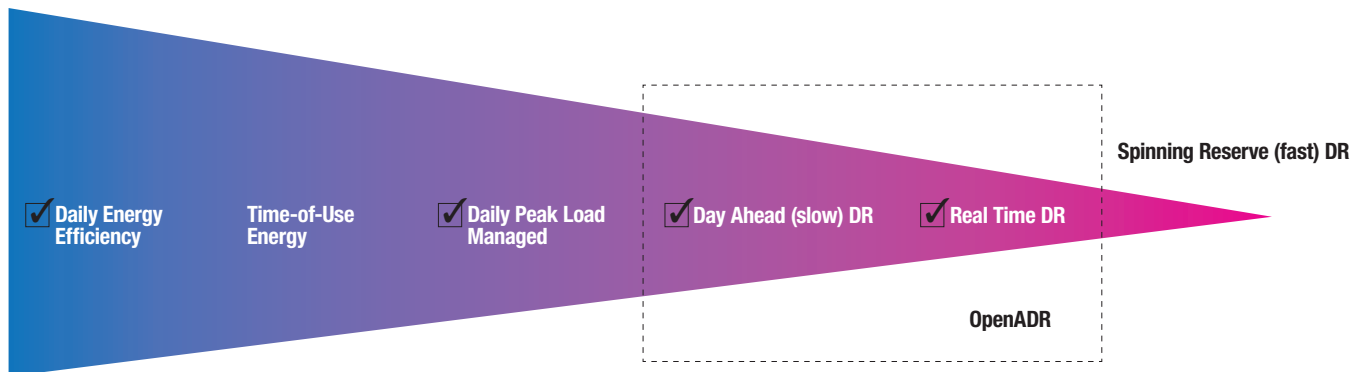 Spinning Reserve (fast) DR
Daily Energy
Efficiency
Time-of-Use
Energy
Daily Peak Load
Managed
Day Ahead (slow) DR
Real Time DR
OpenADR